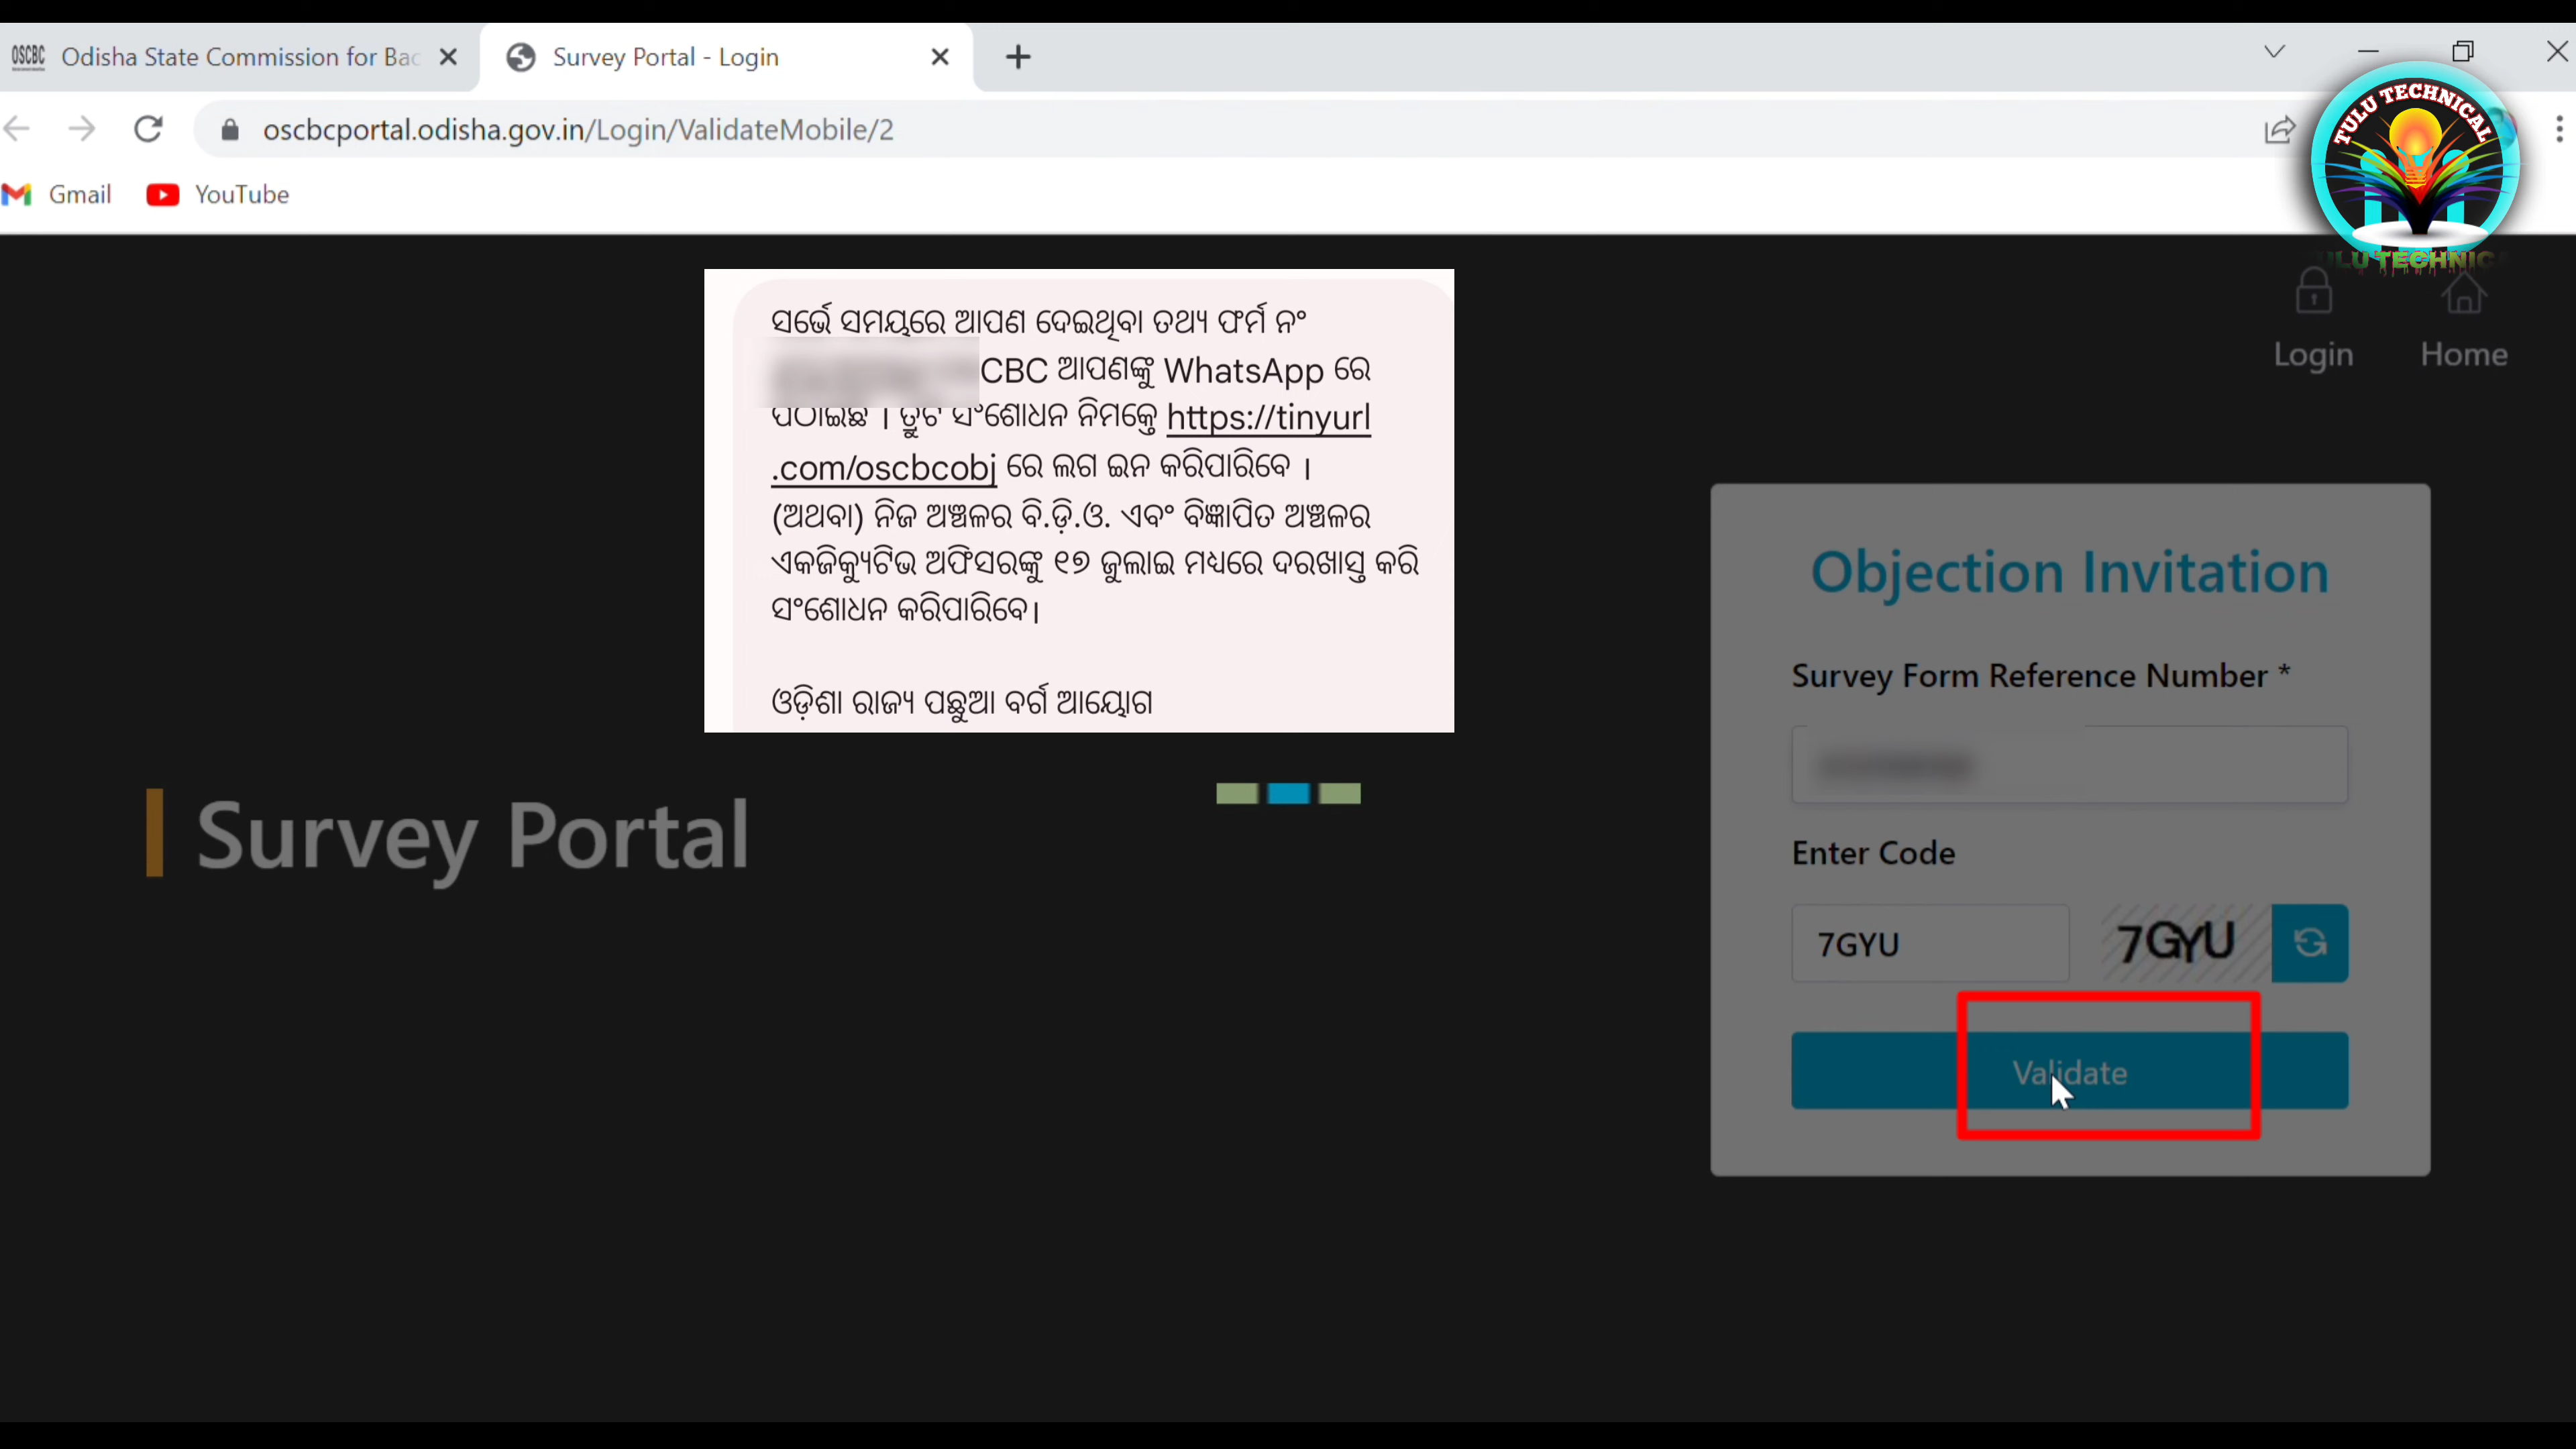 OSCBC Odisha State Commission for Bac
Survey Portal - Login
oscbcportal.odisha.gov.in/Login/ValidateMobile/2
Gmail YouTube
TULU TECHNICAL
ULU TECHNIC
Login Home
ସର୍ଭେ ସମୟରେ ଆପଣ ଦେଇଥିବା ତଥ୍ୟ ଫର୍ମ ନଂ
CBC ଆପଣଙ୍କୁ WhatsApp ରେ
ପଠାଇଛି । ତ୍ରୁଟି ସଂଶୋଧନ ନିମନ୍ତେ https://tinyurl
.com/oscbcobj ରେ ଲଗ ଇନ କରିପାରିବେ ।
(ଅଥବା) ନିଜ ଅଞ୍ଚଳର ବି.ଡ଼ି.ଓ. ଏବଂ ବିଜ୍ଞାପିତ ଅଞ୍ଚଳର
ଏକଜିକ୍ୟୁଟିଭ ଅଫିସରଙ୍କୁ ୧୭ ଜୁଲାଇ ମଧ୍ୟରେ ଦରଖାସ୍ତ କରି
ସଂଶୋଧନ କରିପାରିବେ।
ଓଡ଼ିଶା ରାଜ୍ୟ ପଛୁଆ ବର୍ଗ ଆୟୋଗ
Survey Portal
Objection Invitation
Survey Form Reference Number *
Enter Code
7GYU 7GYU
Validate